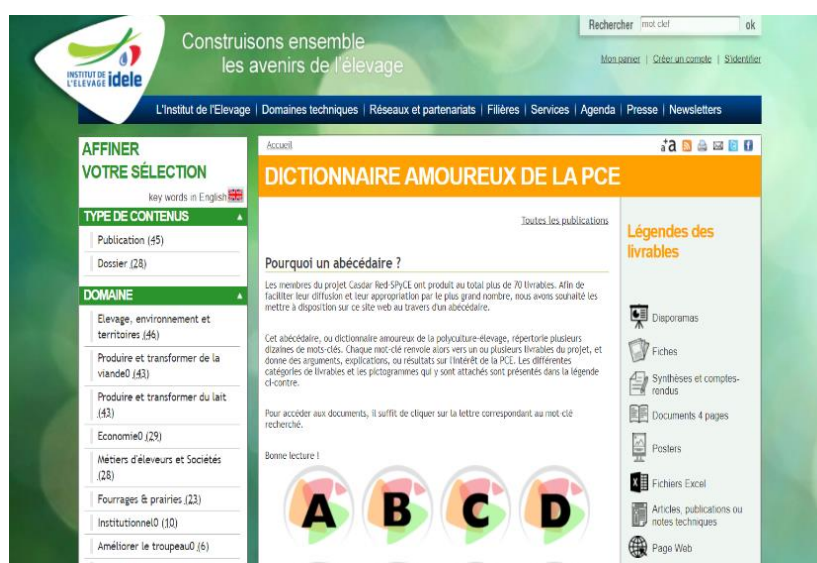 Construisons ensemble
les avenirs de l'élevage
INSTITUT DE
L'ELEVAGE idele
Rechercher mot clef ok
Mon panier | Créer un compte | S'identifier
L'Institut de l'Elevage | Domaines techniques | Réseaux et partenariats | Filières | Services | Agenda | Presse | Newsletters
AFFINER
VOTRE SÉLECTION
key words in English
TYPE DE CONTENUS
Publication (45)
Dossier (28)
DOMAINE
Elevage, environnement et
territoires (46)
Produire et transformer de la
viande0 (43)
Produire et transformer du lait
(43)
Economie0 (29)
Métiers d'éleveurs et Sociétés
(28)
Fourrages & prairies (23)
Institutionnel0 (10)
Améliorer le troupeau0 (6)
Accueil
DICTIONNAIRE AMOUREUX DE LA PCE
Toutes les publications
Pourquoi un abécédaire ?
Les membres du projet Casdar Red-SPyCE ont produit au total plus de 70 livrables. Afin de
faciliter leur diffusion et leur appropriation par le plus grand nombre, nous avons souhaité les
mettre à disposition sur ce site web au travers d'un abécédaire.
Cet abécédaire, ou dictionnaire amoureux de la polyculture-élevage, répertorie plusieurs
dizaines de mots-clés. Chaque mot-clé renvoie alors vers un ou plusieurs livrables du projet, et
donne des arguments, explications, ou résultats sur l'intérêt de la PCE. Les différentes
catégories de livrables et les pictogrammes qui y sont attachés sont présentés dans la légende
ci-contre.
Pour accéder aux documents, il suffit de cliquer sur la lettre correspondant au mot-clé
recherché.
Bonne lecture !
A B C D
Légendes des
livrables
Diaporamas
Fiches
Synthèses et comptes-
rendus
Documents 4 pages
Posters
Fichiers Excel
Articles, publications ou
notes techniques
Page Web